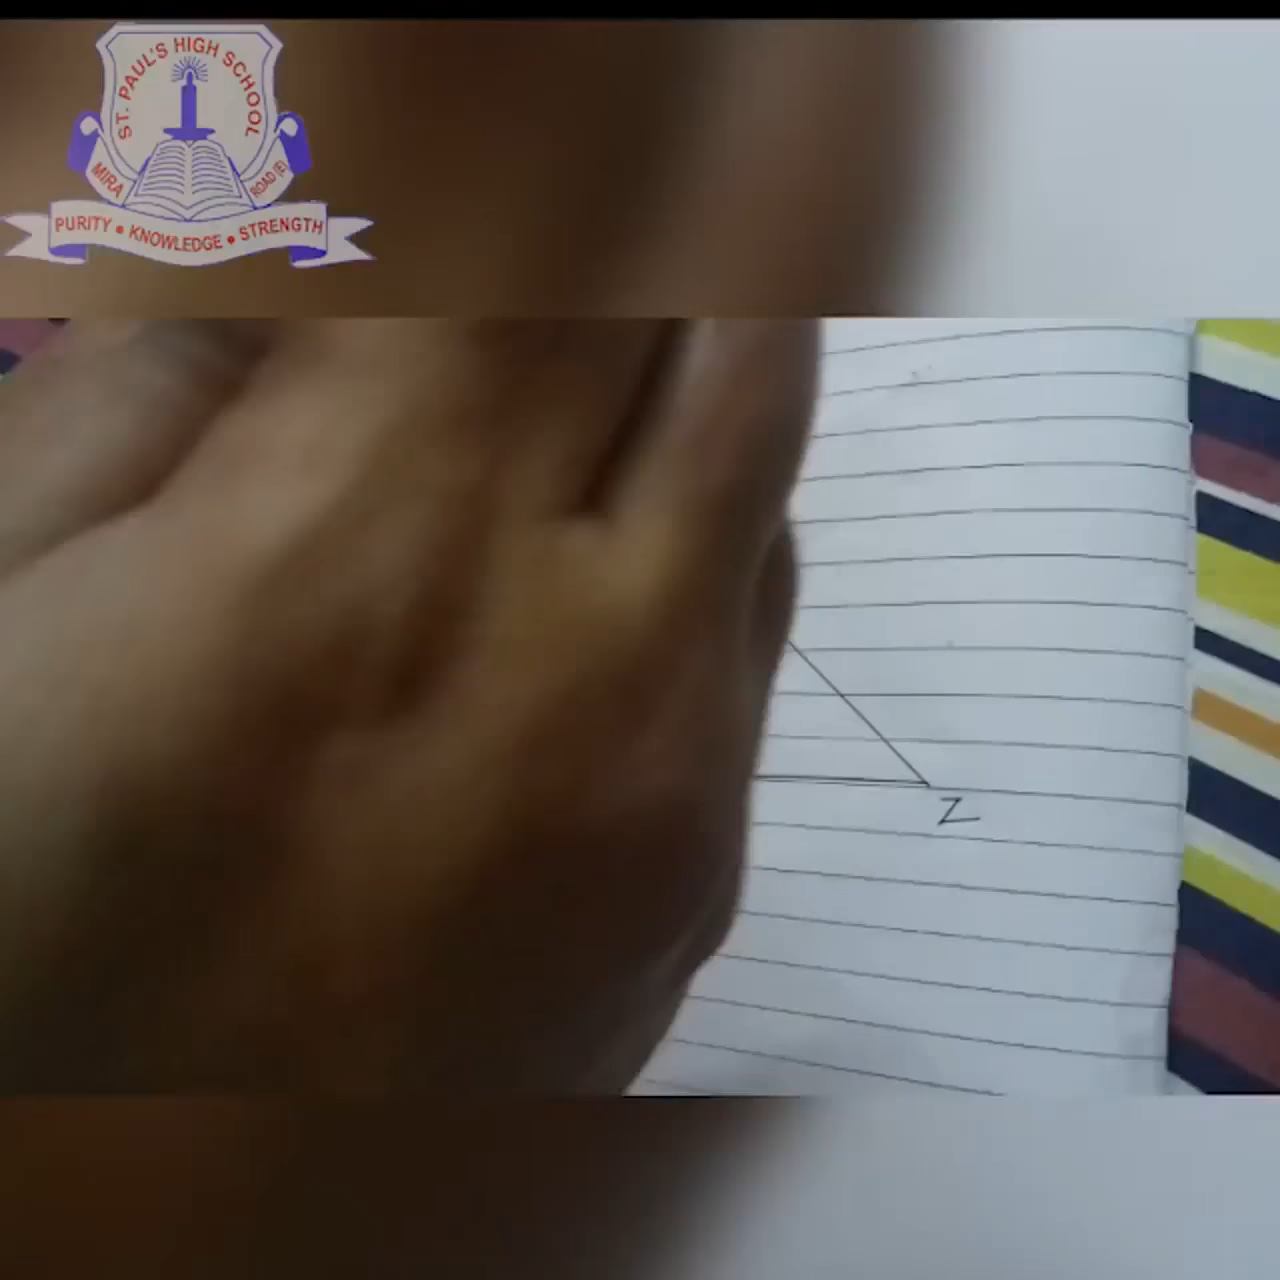 ST. PAUL'S HIGH SCHOOL
MIRA ROAD (E)
PURITY • KNOWLEDGE • STRENGTH
Z